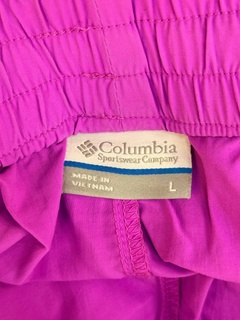 Columbia
Sportswear Company
MADE IN
VIETNAM
L